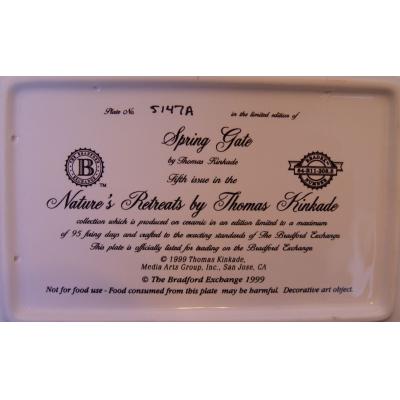 Plate No. 5147A in the limited edition of
Spring Gate
by Thomas Kinkade
Fifth issue in the
Nature's Retreats by Thomas Kinkade
collection which is produced on ceramic in an edition limited to a maximum
of 95 firing days and crafted to the exacting standards of The Bradford Exchange
This plate is officially listed for trading on the Bradford Exchange
© 1999 Thomas Kinkade,
Media Arts Group, Inc., San Jose, CA
© The Bradford Exchange 1999
Not for food use - Food consumed from this plate may be harmful. Decorative art object.
B
TM
BRADEX
NUMBER